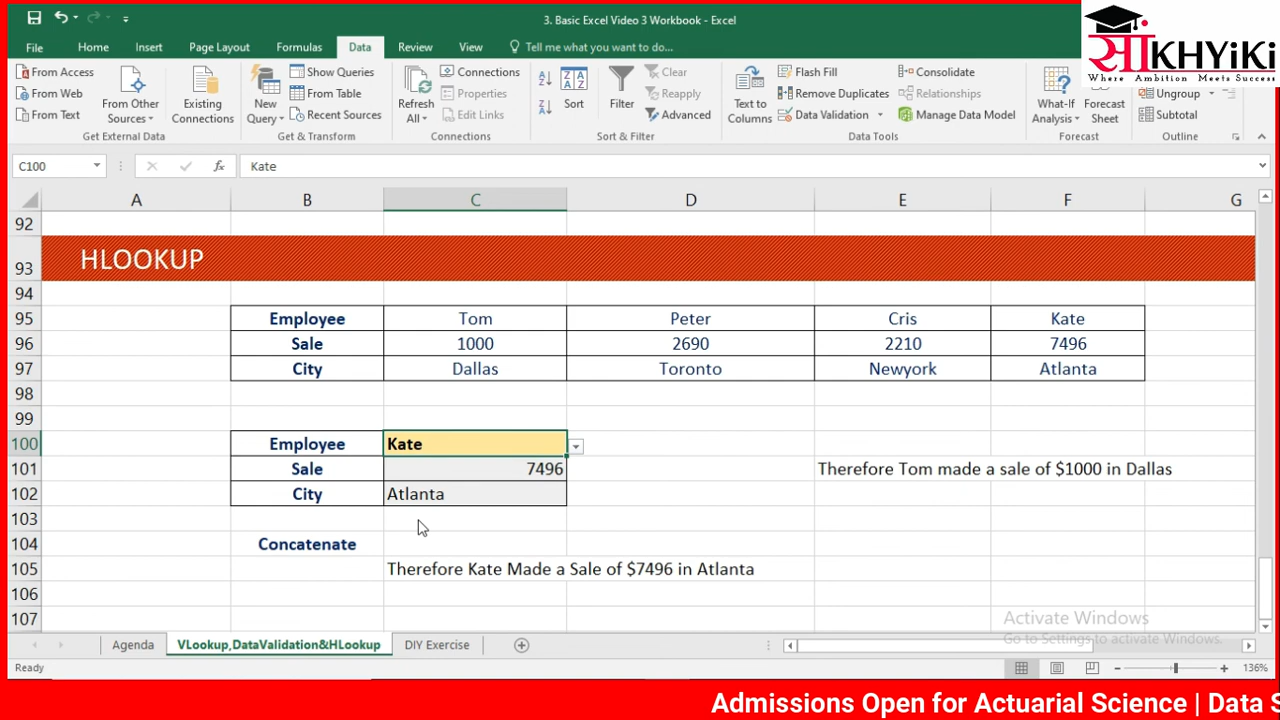 3. Basic Excel Video 3 Workbook - Excel
साKHYiKi
Where Ambition Meets Success
File Home Insert Page Layout Formulas Data Review View Tell me what you want to do...
From Access
From Web
From Text
From Other Sources
Existing Connections
Get External Data
New Query
Show Queries
From Table
Recent Sources
Get & Transform
Refresh All
Connections
Properties
Edit Links
Connections
Sort
Filter
Clear
Reapply
Advanced
Sort & Filter
Text to Columns
Flash Fill
Remove Duplicates
Data Validation
Consolidate
Relationships
Manage Data Model
Data Tools
What-If Analysis
Forecast Sheet
Forecast
Ungroup
Subtotal
Outline
C100 fx Kate
A B C D E F G
92
93 HLOOKUP
94
95 Employee Tom Peter Cris Kate
96 Sale 1000 2690 2210 7496
97 City Dallas Toronto Newyork Atlanta
98
99
100 Employee Kate
101 Sale 7496 Therefore Tom made a sale of $1000 in Dallas
102 City Atlanta
103
104 Concatenate
105 Therefore Kate Made a Sale of $7496 in Atlanta
106
107
Activate Windows
Go to Settings to activate Windows.
Agenda VLookup,DataValidation&HLookup DIY Exercise
Ready 136%
Admissions Open for Actuarial Science | Data S